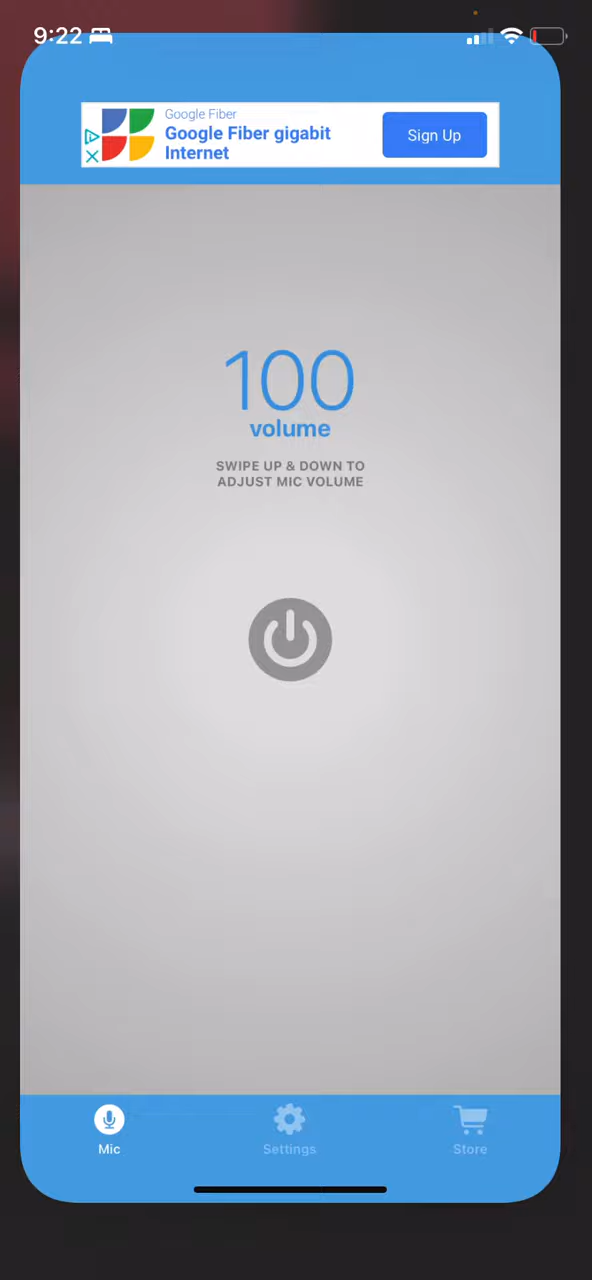 9:22
Google Fiber
Google Fiber gigabit
Internet
Sign Up
100
volume
SWIPE UP & DOWN TO
ADJUST MIC VOLUME
Mic
Settings
Store